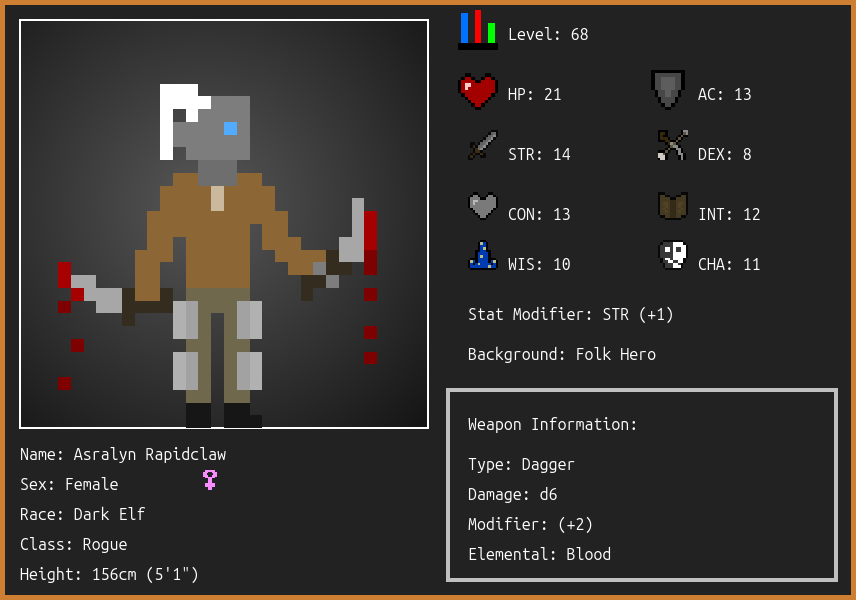 Level: 68
HP: 21
AC: 13
STR: 14
DEX: 8
CON: 13
INT: 12
WIS: 10
CHA: 11
Stat Modifier: STR (+1)
Background: Folk Hero
Weapon Information:
Type: Dagger
Damage: d6
Modifier: (+2)
Elemental: Blood
Name: Asralyn Rapidclaw
Sex: Female
Race: Dark Elf
Class: Rogue
Height: 156cm (5'1")